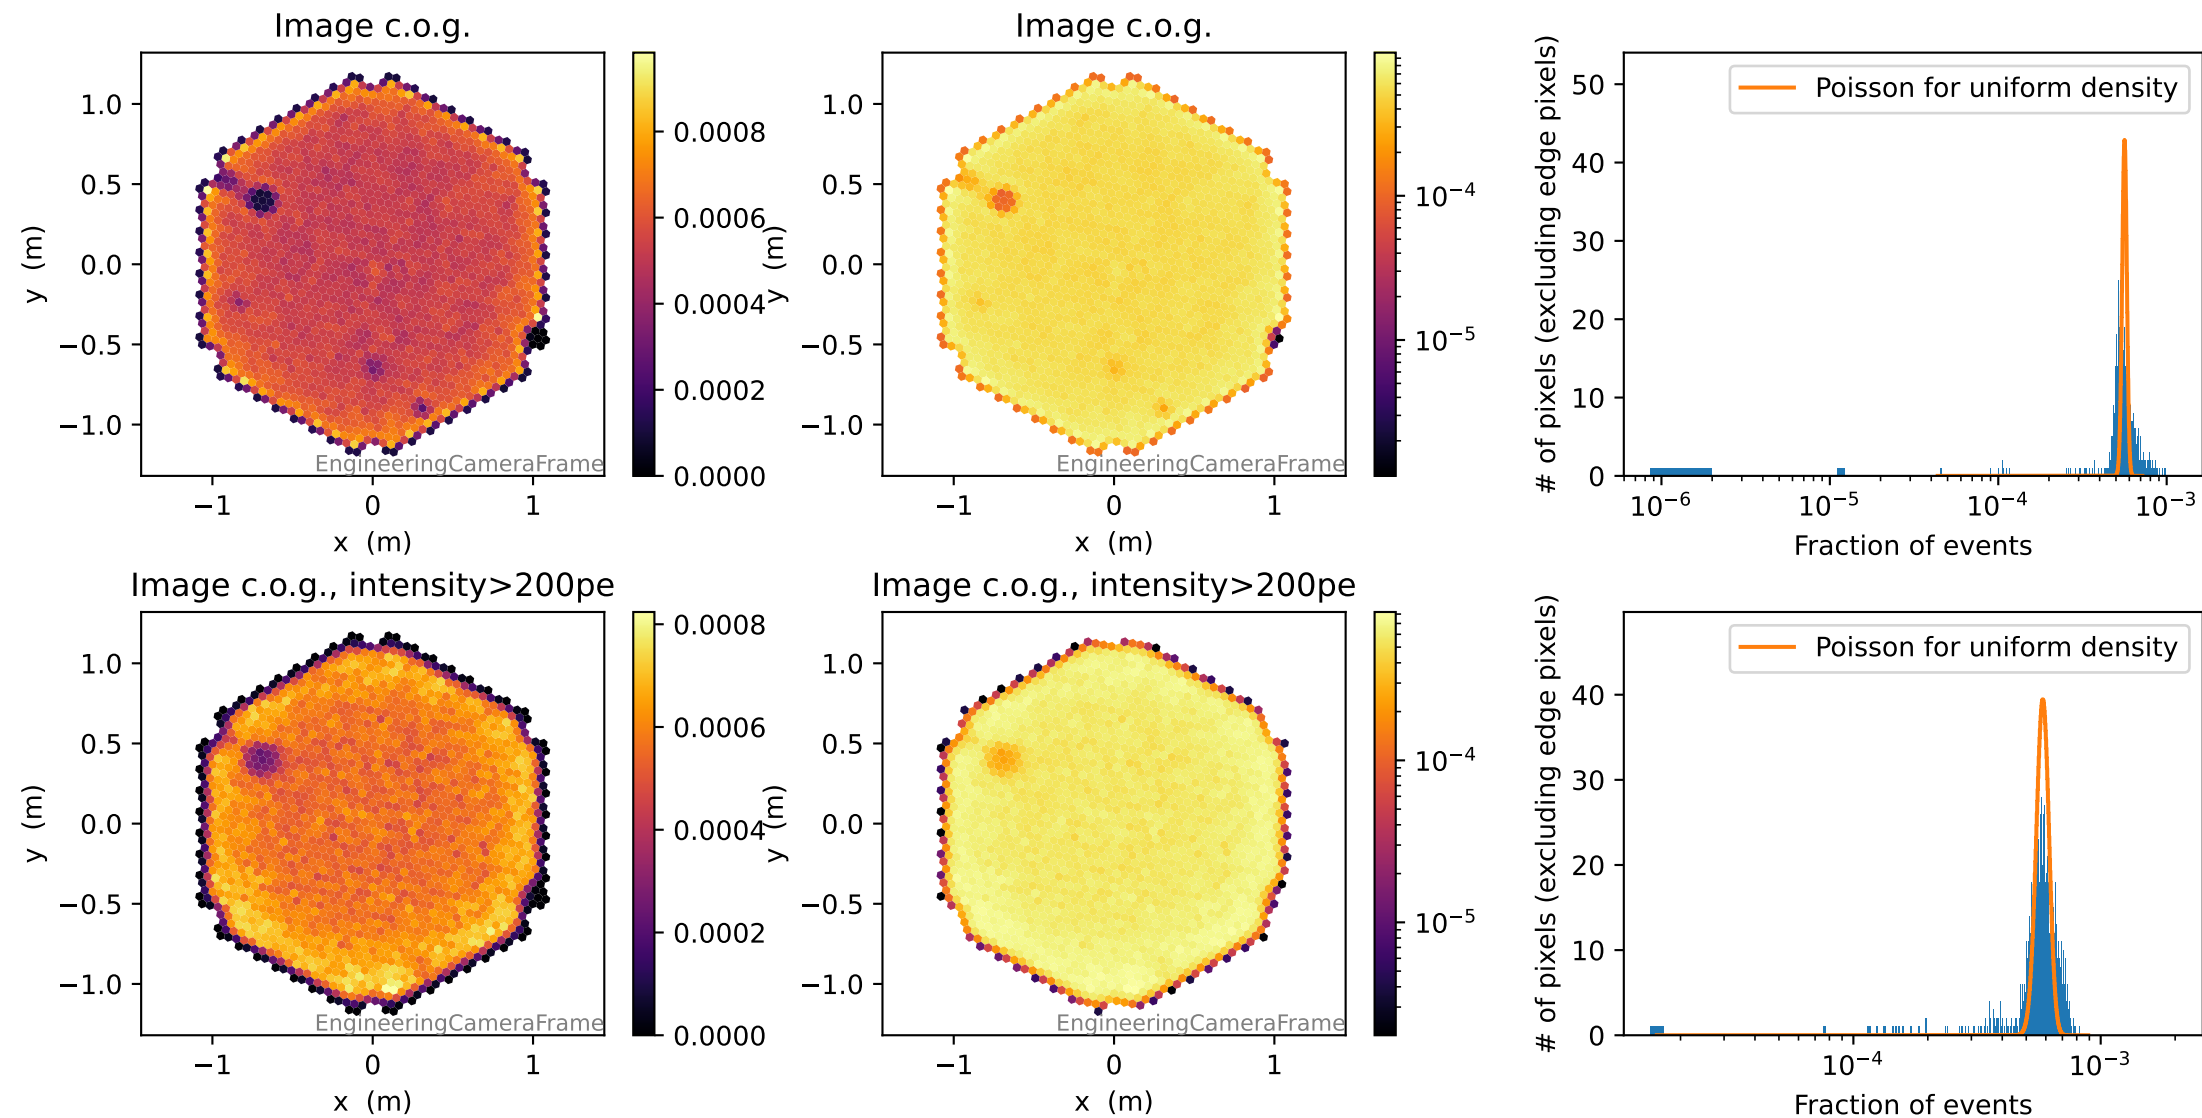 Image c.o.g.
1.0
0.5
0.0
−0.5
−1.0
y (m)
−1
0
1
x (m)
EngineeringCameraFrame
0.0008
0.0006
0.0004
0.0002
0.0000
Image c.o.g.
1.0
0.5
0.0
−0.5
−1.0
y (m)
−1
0
1
x (m)
EngineeringCameraFrame
10⁻⁴
10⁻⁵
Poisson for uniform density
50
40
30
20
10
0
# of pixels (excluding edge pixels)
10⁻⁶
10⁻⁵
10⁻⁴
10⁻³
Fraction of events
Image c.o.g., intensity>200pe
1.0
0.5
0.0
−0.5
−1.0
y (m)
−1
0
1
x (m)
EngineeringCameraFrame
0.0008
0.0006
0.0004
0.0002
0.0000
Image c.o.g., intensity>200pe
1.0
0.5
0.0
−0.5
−1.0
y (m)
−1
0
1
x (m)
EngineeringCameraFrame
10⁻⁴
10⁻⁵
Poisson for uniform density
40
30
20
10
0
# of pixels (excluding edge pixels)
10⁻⁴
10⁻³
Fraction of events